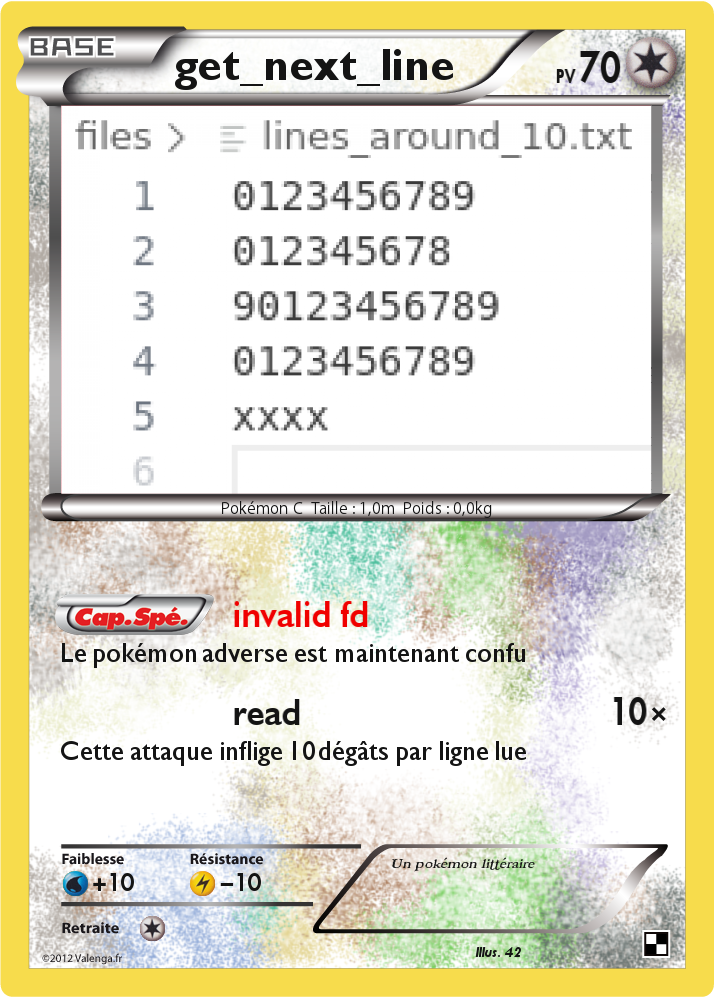 BASE
get_next_line
PV 70
files > lines_around_10.txt
1 0123456789
2 012345678
3 90123456789
4 0123456789
5 xxxx
6
Pokémon C Taille : 1,0m Poids : 0,0kg
Cap.Spé. invalid fd
Le pokémon adverse est maintenant confu
read 10×
Cette attaque inflige 10 dégâts par ligne lue
Faiblesse Résistance
+10 −10
Un pokémon littéraire
Retraite
Illus. 42
©2012 Valenga.fr